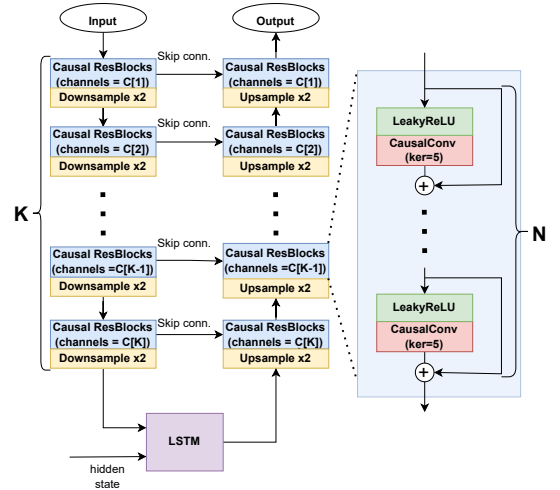 Input
Output
Skip conn.
Causal ResBlocks
(channels = C[1])
Downsample x2
Causal ResBlocks
(channels = C[1])
Upsample x2
Causal ResBlocks
(channels = C[2])
Downsample x2
Causal ResBlocks
(channels = C[2])
Upsample x2
Skip conn.
K
Skip conn.
Causal ResBlocks
(channels =C[K-1])
Downsample x2
Causal ResBlocks
(channels =C[K-1])
Upsample x2
Skip conn.
Causal ResBlocks
(channels = C[K])
Downsample x2
Causal ResBlocks
(channels = C[K])
Upsample x2
LSTM
hidden
state
LeakyReLU
CausalConv
(ker=5)
+
N
LeakyReLU
CausalConv
(ker=5)
+